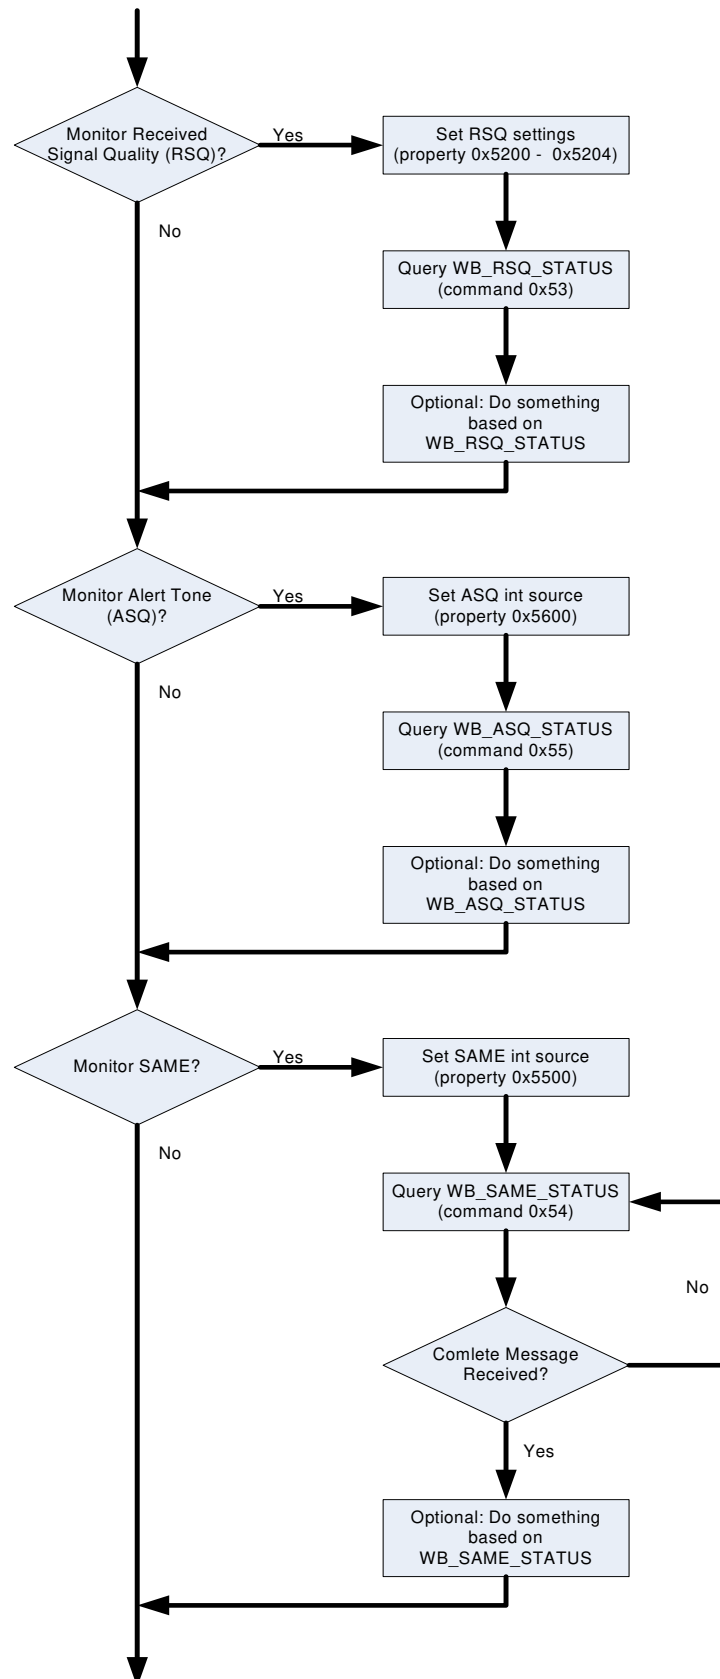 Monitor Received
Signal Quality (RSQ)?
Yes
Set RSQ settings
(property 0x5200 - 0x5204)
No
Query WB_RSQ_STATUS
(command 0x53)
Optional: Do something
based on
WB_RSQ_STATUS
Monitor Alert Tone
(ASQ)?
Yes
Set ASQ int source
(property 0x5600)
No
Query WB_ASQ_STATUS
(command 0x55)
Optional: Do something
based on
WB_ASQ_STATUS
Monitor SAME?
Yes
Set SAME int source
(property 0x5500)
No
Query WB_SAME_STATUS
(command 0x54)
No
Comlete Message
Received?
Yes
Optional: Do something
based on
WB_SAME_STATUS